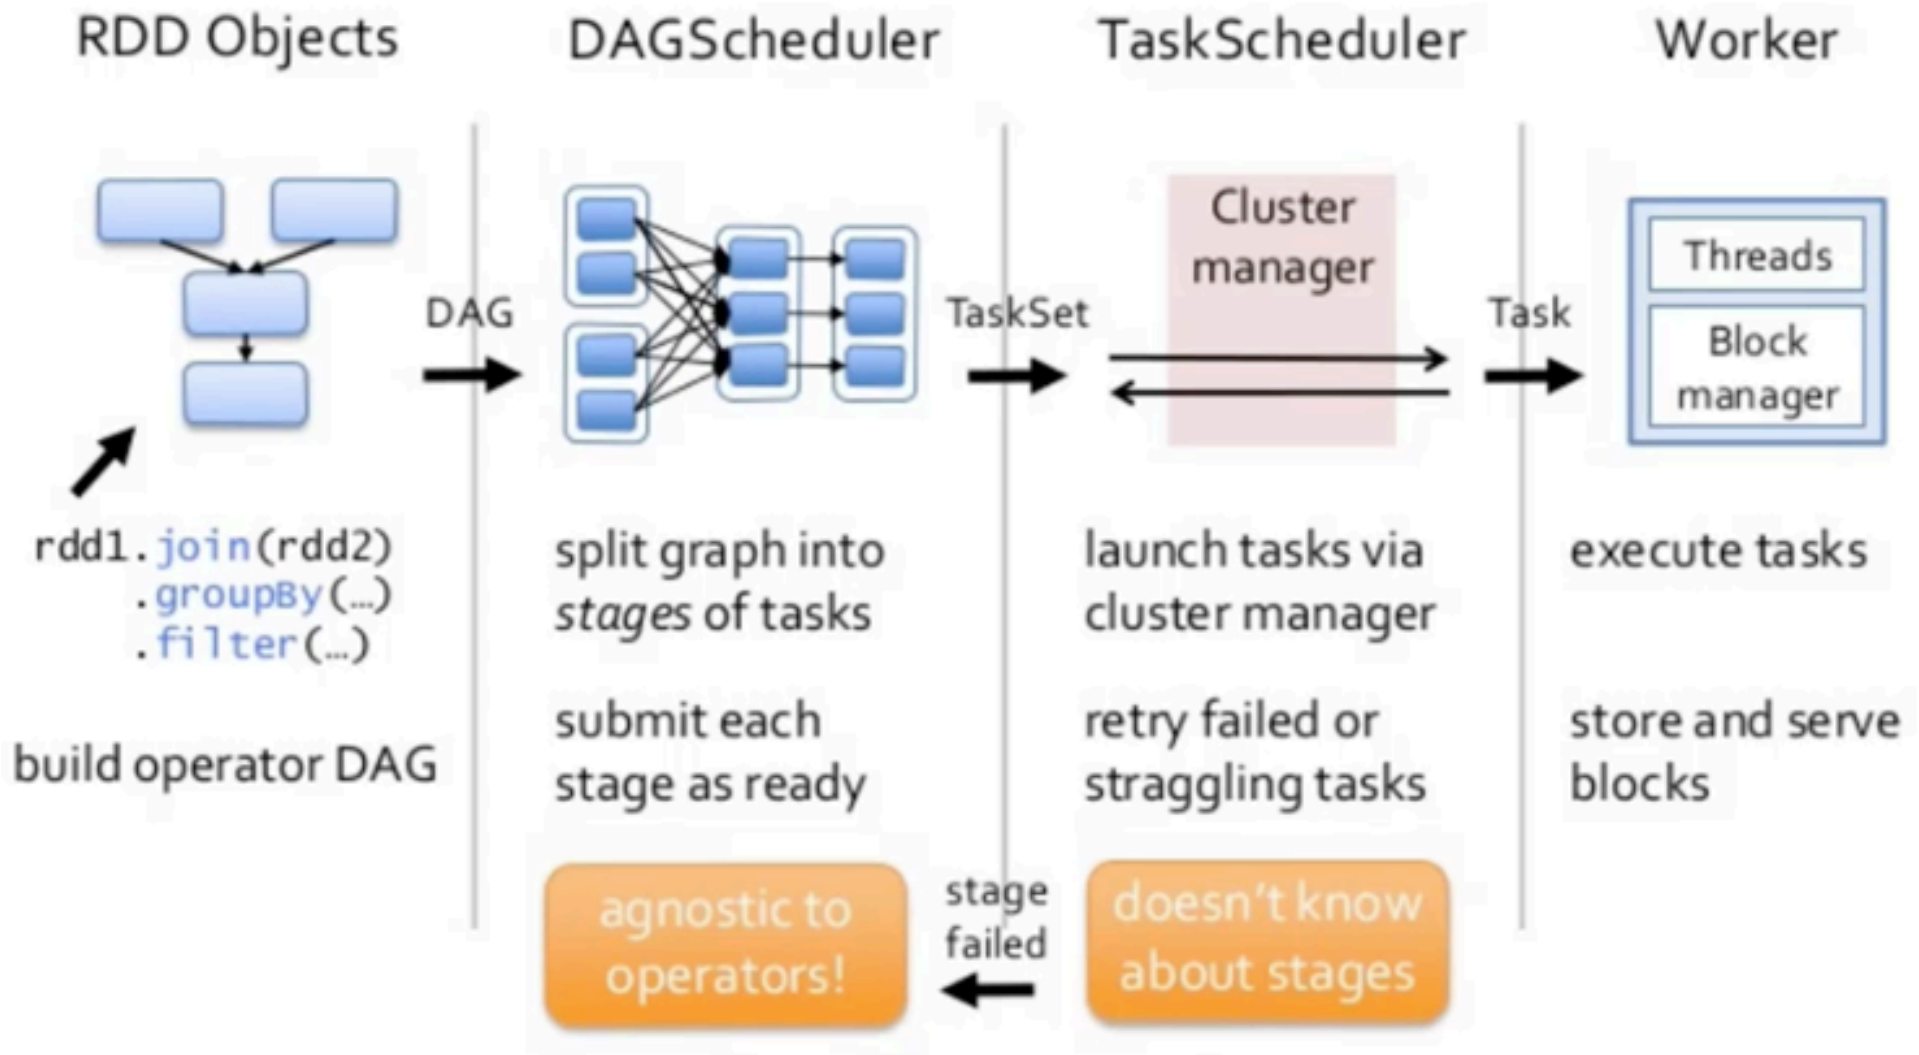 RDD Objects
DAGScheduler
TaskScheduler
Worker
DAG
TaskSet
Cluster
manager
Task
Threads
Block
manager
rdd1.join(rdd2)
.groupBy(…)
.filter(…)
build operator DAG
split graph into
stages of tasks
submit each
stage as ready
agnostic to
operators!
launch tasks via
cluster manager
retry failed or
straggling tasks
stage
failed
doesn't know
about stages
execute tasks
store and serve
blocks